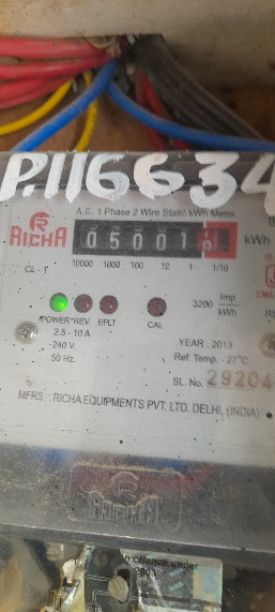 P.116634
A.C. 1 Phase 2 Wire Static kWh Meter
RICHA
05001
kWh
CL - 1
10000 1000 100 10 1 1/10
3200 Imp kWh
POWER REV. EPLT CAL
2.5 - 10 A
-240 V.
50 Hz.
YEAR : 2013
Ref. Temp. - 27°C
SL. No. 29204
MFRS. : RICHA EQUIPMENTS PVT. LTD. DELHI, (INDIA)
RICHA
offence under